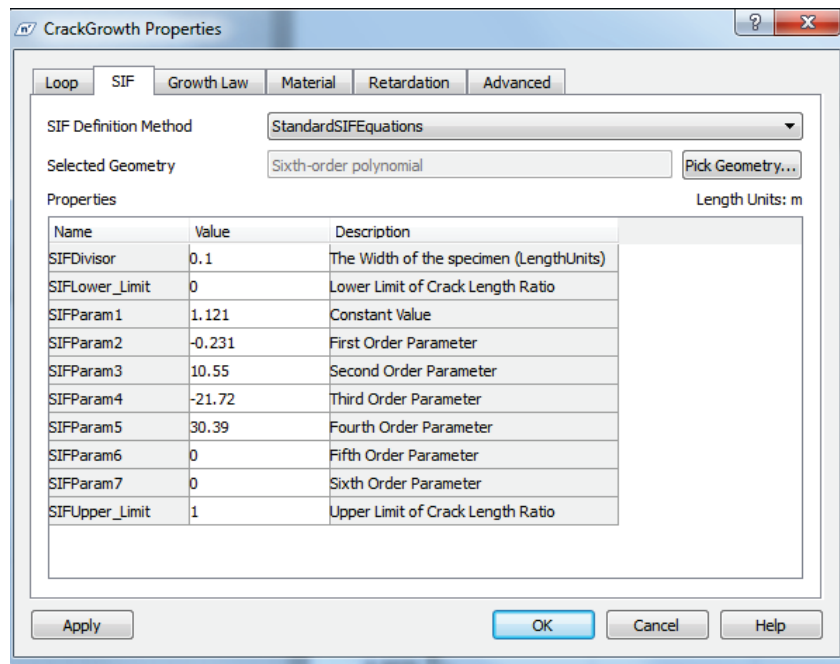 CrackGrowth Properties
Loop SIF Growth Law Material Retardation Advanced
SIF Definition Method StandardSIFEquations
Selected Geometry Sixth-order polynomial Pick Geometry...
Properties Length Units: m
Name Value Description
SIFDivisor 0.1 The Width of the specimen (LengthUnits)
SIFLower_Limit 0 Lower Limit of Crack Length Ratio
SIFParam1 1.121 Constant Value
SIFParam2 -0.231 First Order Parameter
SIFParam3 10.55 Second Order Parameter
SIFParam4 -21.72 Third Order Parameter
SIFParam5 30.39 Fourth Order Parameter
SIFParam6 0 Fifth Order Parameter
SIFParam7 0 Sixth Order Parameter
SIFUpper_Limit 1 Upper Limit of Crack Length Ratio
Apply OK Cancel Help